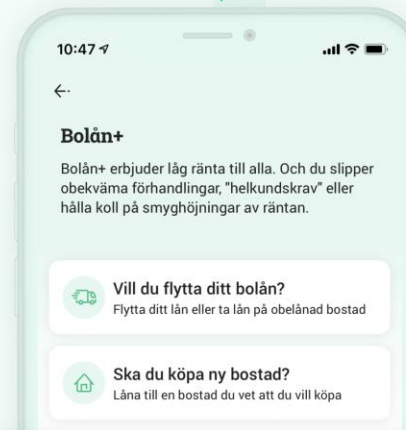 10:47
Bolån+
Bolån+ erbjuder låg ränta till alla. Och du slipper
obekväma förhandlingar, "helkundskrav" eller
hålla koll på smyghöjningar av räntan.
Vill du flytta ditt bolån?
Flytta ditt lån eller ta lån på obelånad bostad
Ska du köpa ny bostad?
Låna till en bostad du vet att du vill köpa